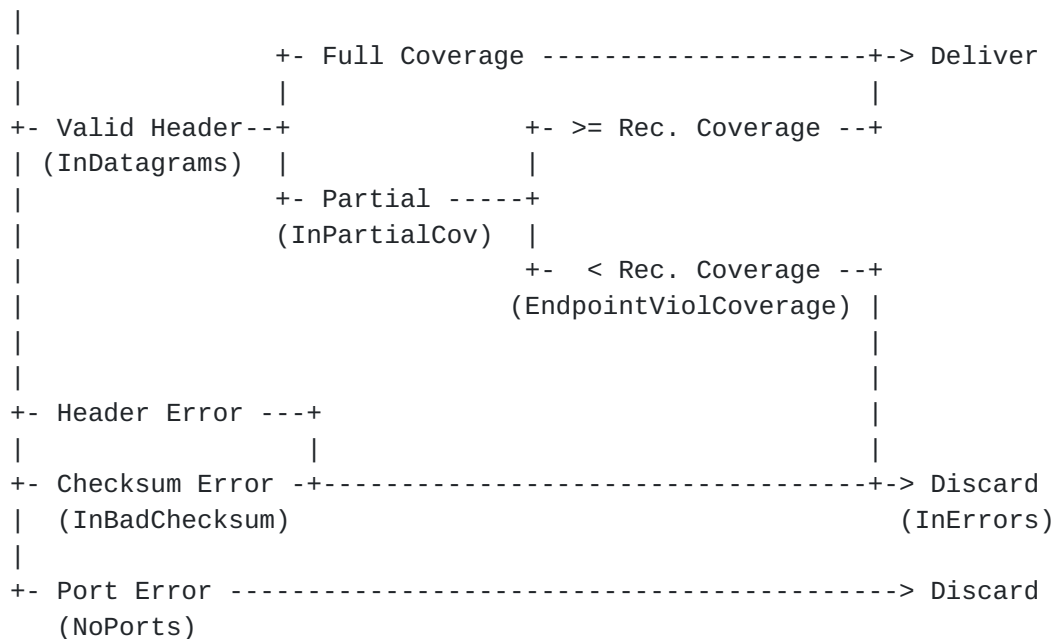 |
|                +- Full Coverage ---------------------+-> Deliver
|                |                                     |
+- Valid Header--+               +- >= Rec. Coverage --+
| (InDatagrams)  |               |
|                +- Partial -----+
|                (InPartialCov)  |
|                                +-  < Rec. Coverage --+
|                               (EndpointViolCoverage) |
|                                                      |
|                                                      |
+- Header Error ---+                                   |
|                  |                                   |
+- Checksum Error -+-----------------------------------+-> Discard
|  (InBadChecksum)                                       (InErrors)
|
+- Port Error -------------------------------------------> Discard
   (NoPorts)